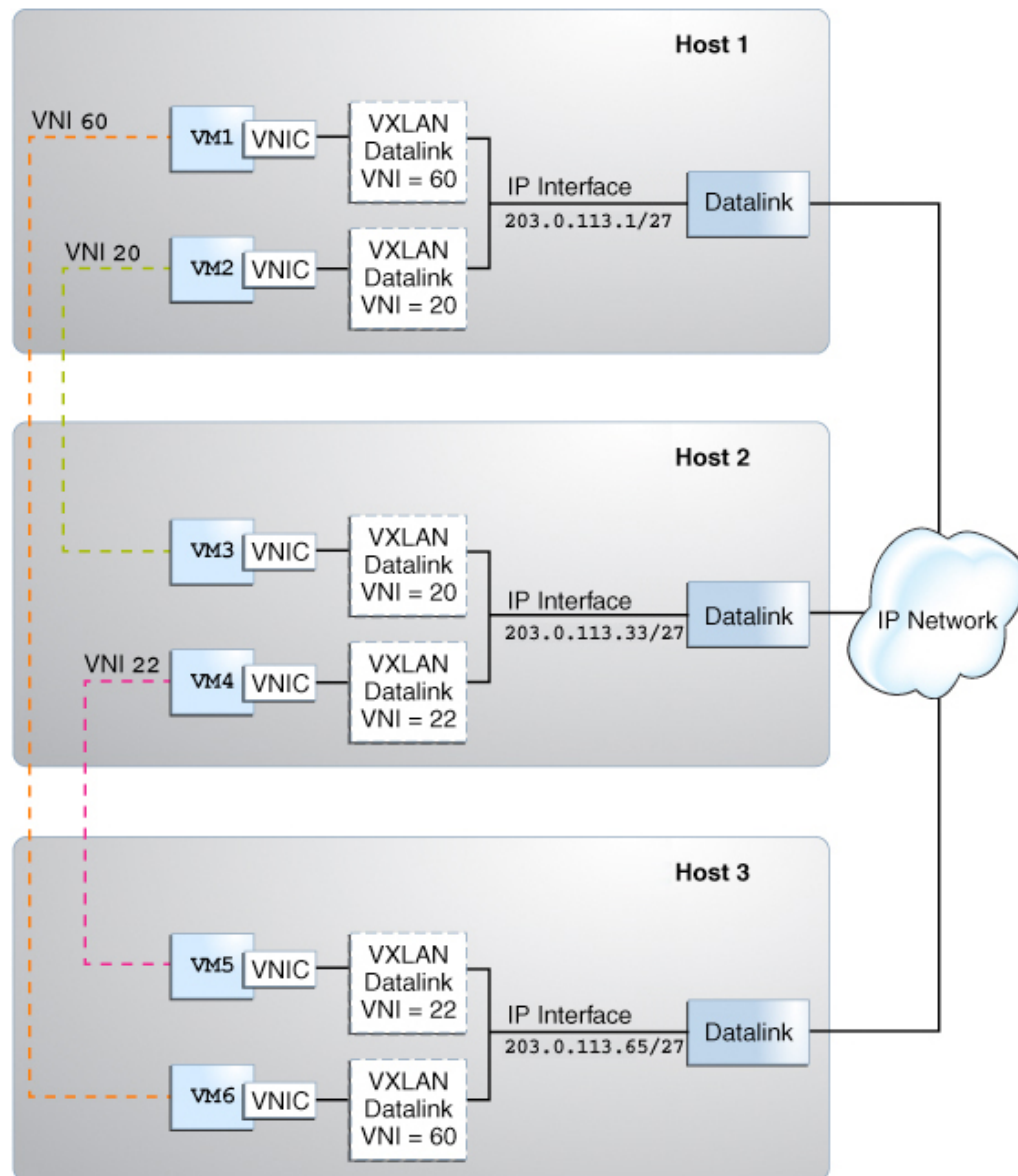 Host 1
VNI 60
VM1
VNIC
VXLAN
Datalink
VNI = 60
IP Interface
203.0.113.1/27
Datalink
VNI 20
VM2
VNIC
VXLAN
Datalink
VNI = 20
Host 2
VM3
VNIC
VXLAN
Datalink
VNI = 20
IP Interface
203.0.113.33/27
Datalink
IP Network
VNI 22
VM4
VNIC
VXLAN
Datalink
VNI = 22
Host 3
VM5
VNIC
VXLAN
Datalink
VNI = 22
IP Interface
203.0.113.65/27
Datalink
VM6
VNIC
VXLAN
Datalink
VNI = 60